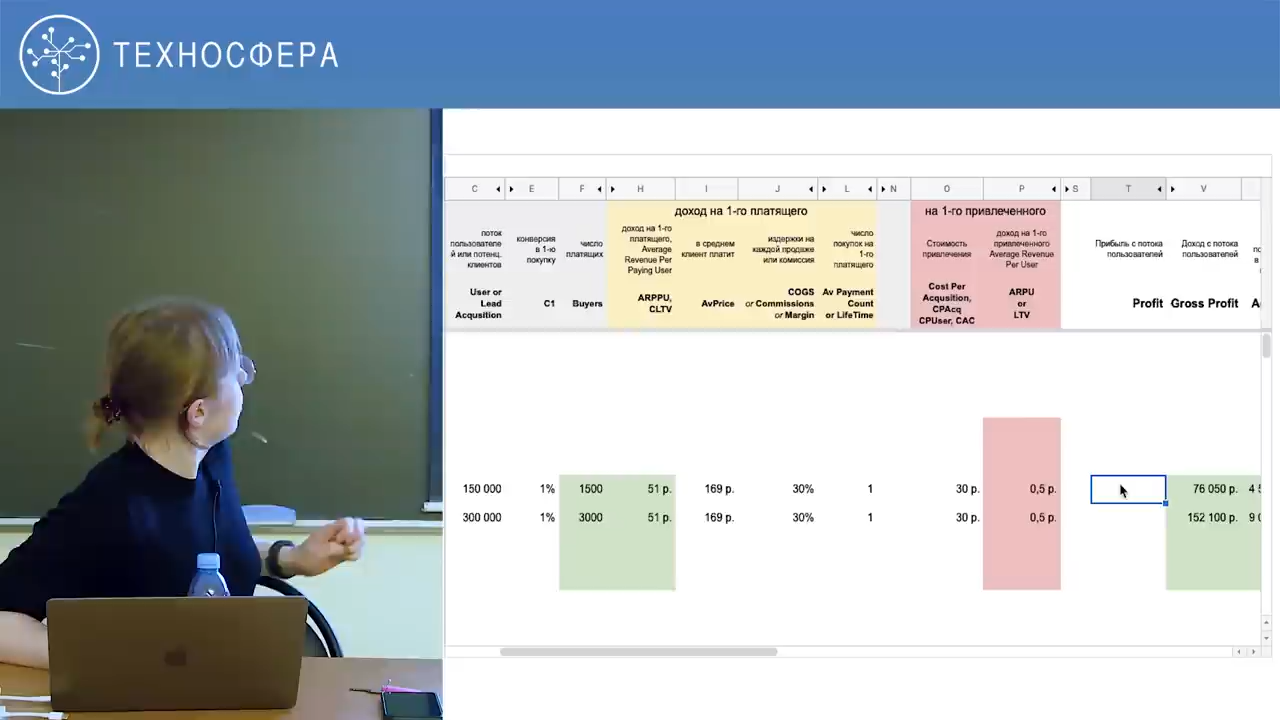 ТЕХНОСФЕРА
C E F H I J L N O P S T V
доход на 1-го платящего
на 1-го привлеченного
поток
пользователе
й или потенц.
клиентов
конверсия
в 1-ю
покупку
число
платящих
доход на 1-го
платящего,
Average
Revenue Per
Paying User
в среднем
клиент платит
издержки на
каждой продаже
или комиссия
число
покупок на
1-го
платящего
Стоимость
привлечения
доход на 1-го
привлеченного
Average Revenue
Per User
Прибыль с потока
пользователей
Доход с потока
пользователей
User or
Lead
Acqusition
C1
Buyers
ARPPU,
CLTV
AvPrice
COGS
or Commissions
or Margin
Av Payment
Count
or LifeTime
Cost Per
Acqusition,
CPAcq
CPUser, CAC
ARPU
or
LTV
Profit
Gross Profit
150 000 1% 1500 51 р. 169 р. 30% 1 30 р. 0,5 р. 76 050 р. 4 5
300 000 1% 3000 51 р. 169 р. 30% 1 30 р. 0,5 р. 152 100 р. 9 0